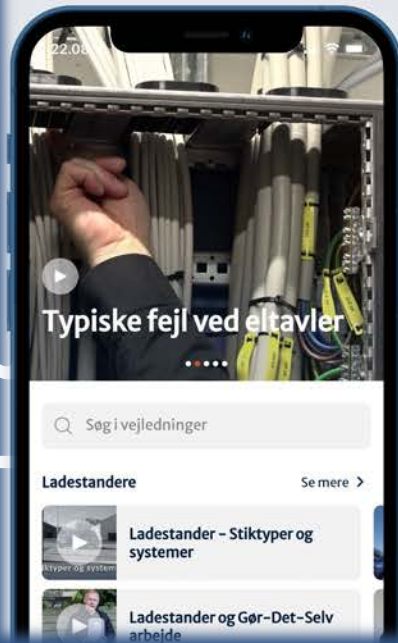 22.08
Typiske fejl ved eltavler
Søg i vejledninger
Ladestandere
Se mere >
Ladestander – Stiktyper og
systemer
Ladestander og Gør-Det-Selv
arbejde